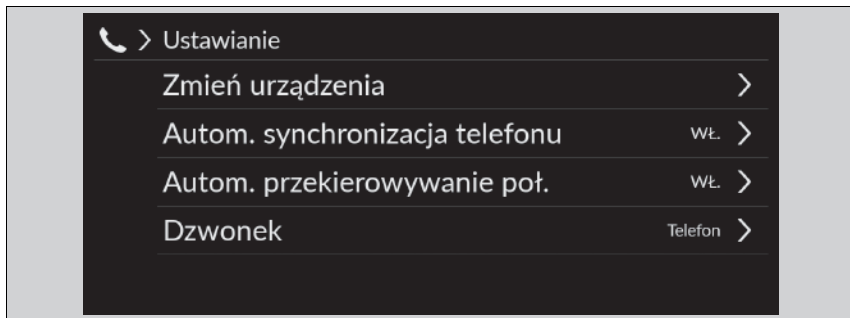 Ustawianie
Zmień urządzenia
Autom. synchronizacja telefonu WŁ.
Autom. przekierowywanie poł. WŁ.
Dzwonek Telefon